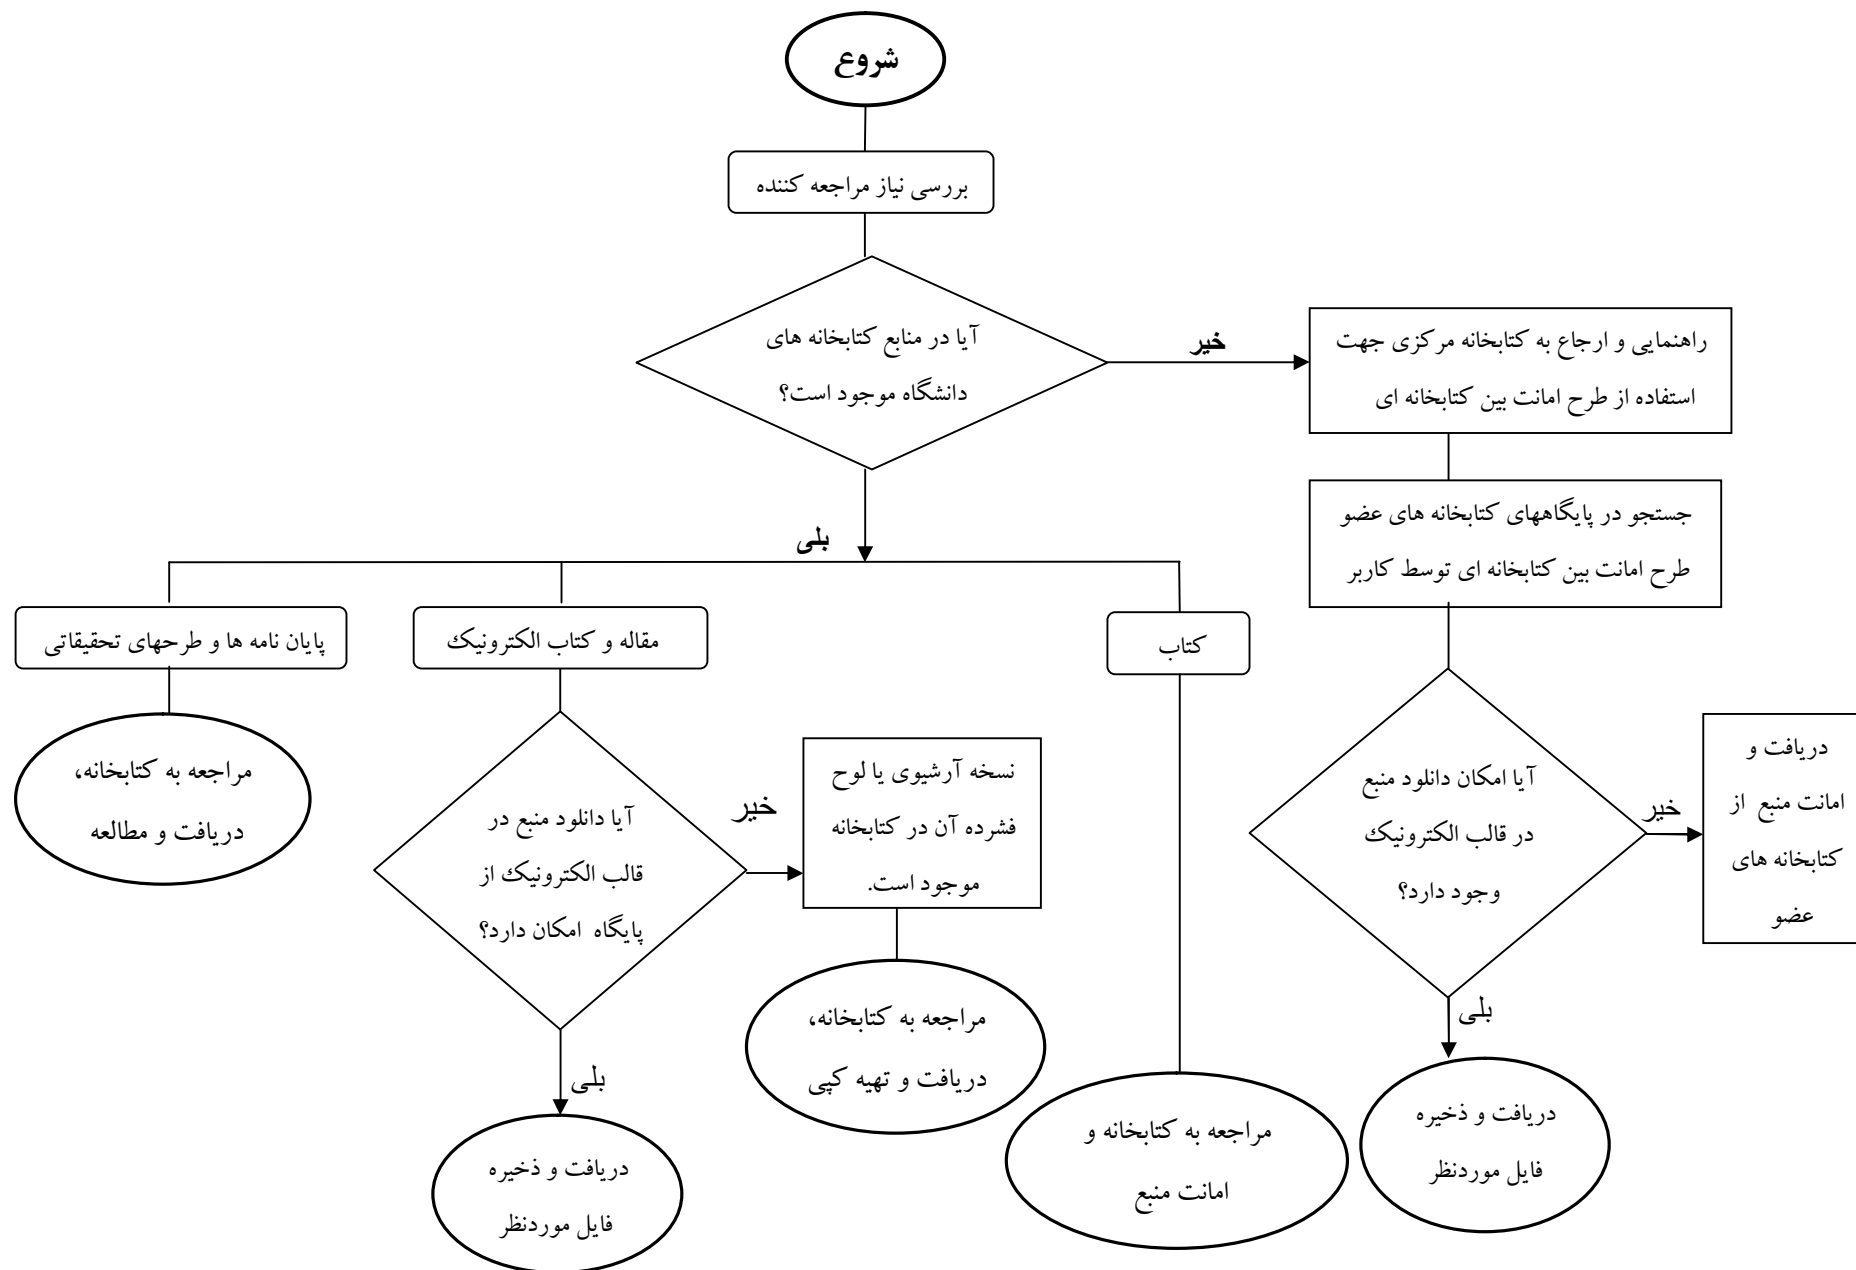 شروع
بررسی نیاز مراجعه کننده
آیا در منابع کتابخانه های
دانشگاه موجود است؟
خیر
راهنمایی و ارجاع به کتابخانه مرکزی جهت
استفاده از طرح امانت بین کتابخانه ای
جستجو در پایگاههای کتابخانه های عضو
طرح امانت بین کتابخانه ای توسط کاربر
بلی
کتاب
مقاله و کتاب الکترونیک
پایان نامه ها و طرحهای تحقیقاتی
آیا امکان دانلود منبع
در قالب الکترونیک
وجود دارد؟
خیر
دریافت و
امانت منبع از
کتابخانه های
عضو
بلی
دریافت و ذخیره
فایل موردنظر
مراجعه به کتابخانه و
امانت منبع
آیا دانلود منبع در
قالب الکترونیک از
پایگاه امکان دارد؟
خیر
نسخه آرشیوی یا لوح
فشرده آن در کتابخانه
موجود است.
مراجعه به کتابخانه،
دریافت و تهیه کپی
بلی
دریافت و ذخیره
فایل موردنظر
مراجعه به کتابخانه،
دریافت و مطالعه